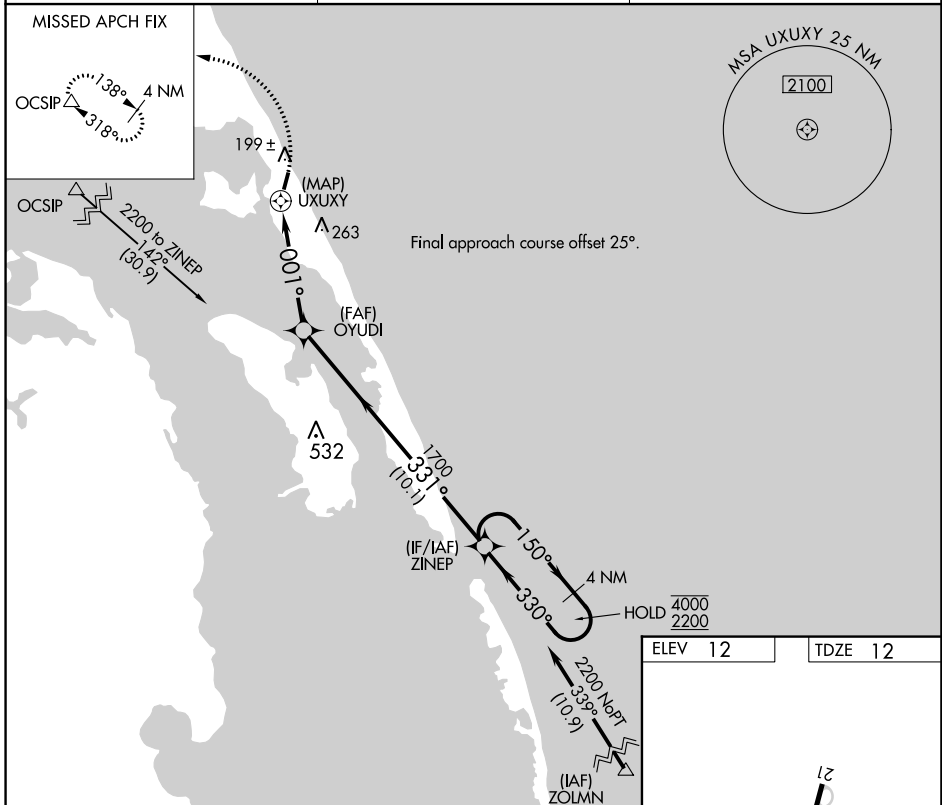 MISSED APCH FIX
OCSIP
138°
4 NM
318°
MSA UXUXY 25 NM
2100
199 ±
(MAP)
UXUXY
263
OCSIP
2200 to ZINEP
142°
(30.9)
Final approach course offset 25°.
001°
(FAF)
OYUDI
532
1700
331°
(10.1)
(IF/IAF)
ZINEP
150°
4 NM
330°
HOLD
4000
2200
2200 NoPT
339°
(10.9)
(IAF)
ZOLMN
ELEV 12
TDZE 12
21